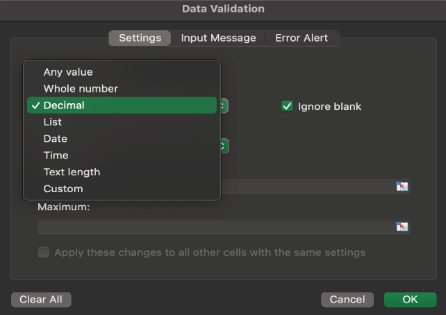 Data Validation
Settings Input Message Error Alert
Any value
Whole number
✓ Decimal
List
Date
Time
Text length
Custom
Ignore blank
Maximum:
Apply these changes to all other cells with the same settings
Clear All Cancel OK